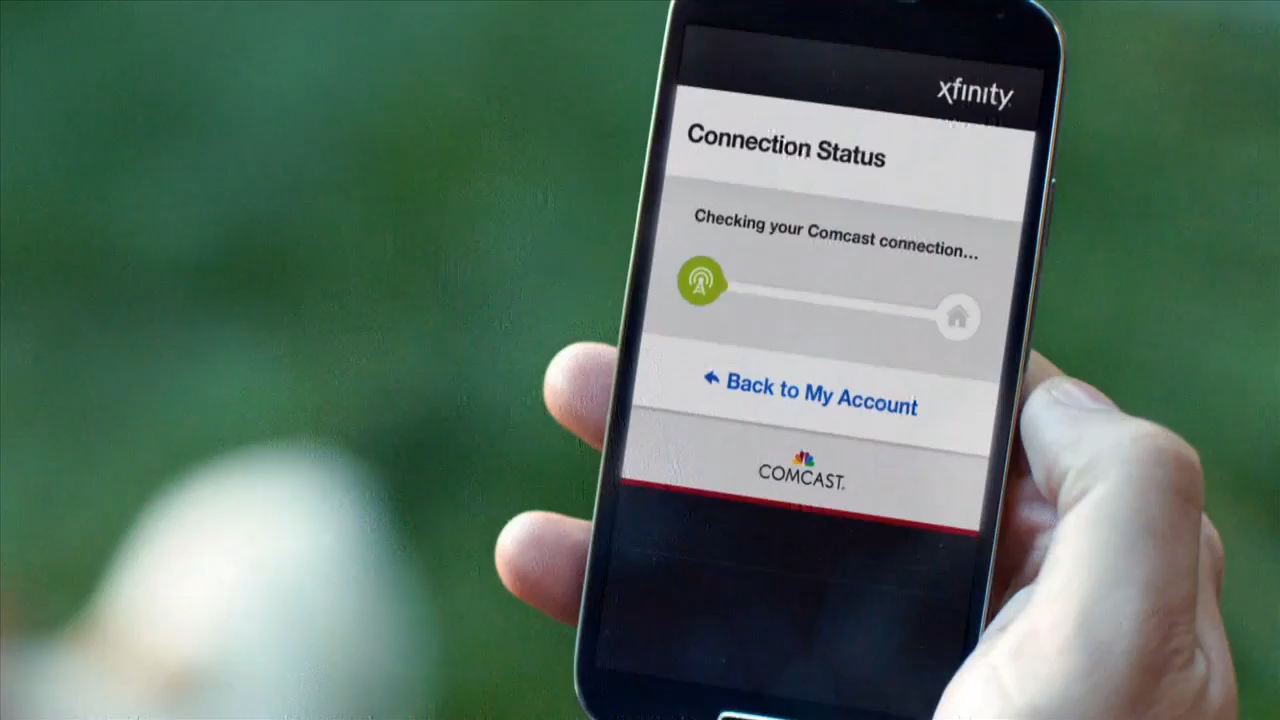 xfinity
Connection Status
Checking your Comcast connection...
Back to My Account
COMCAST